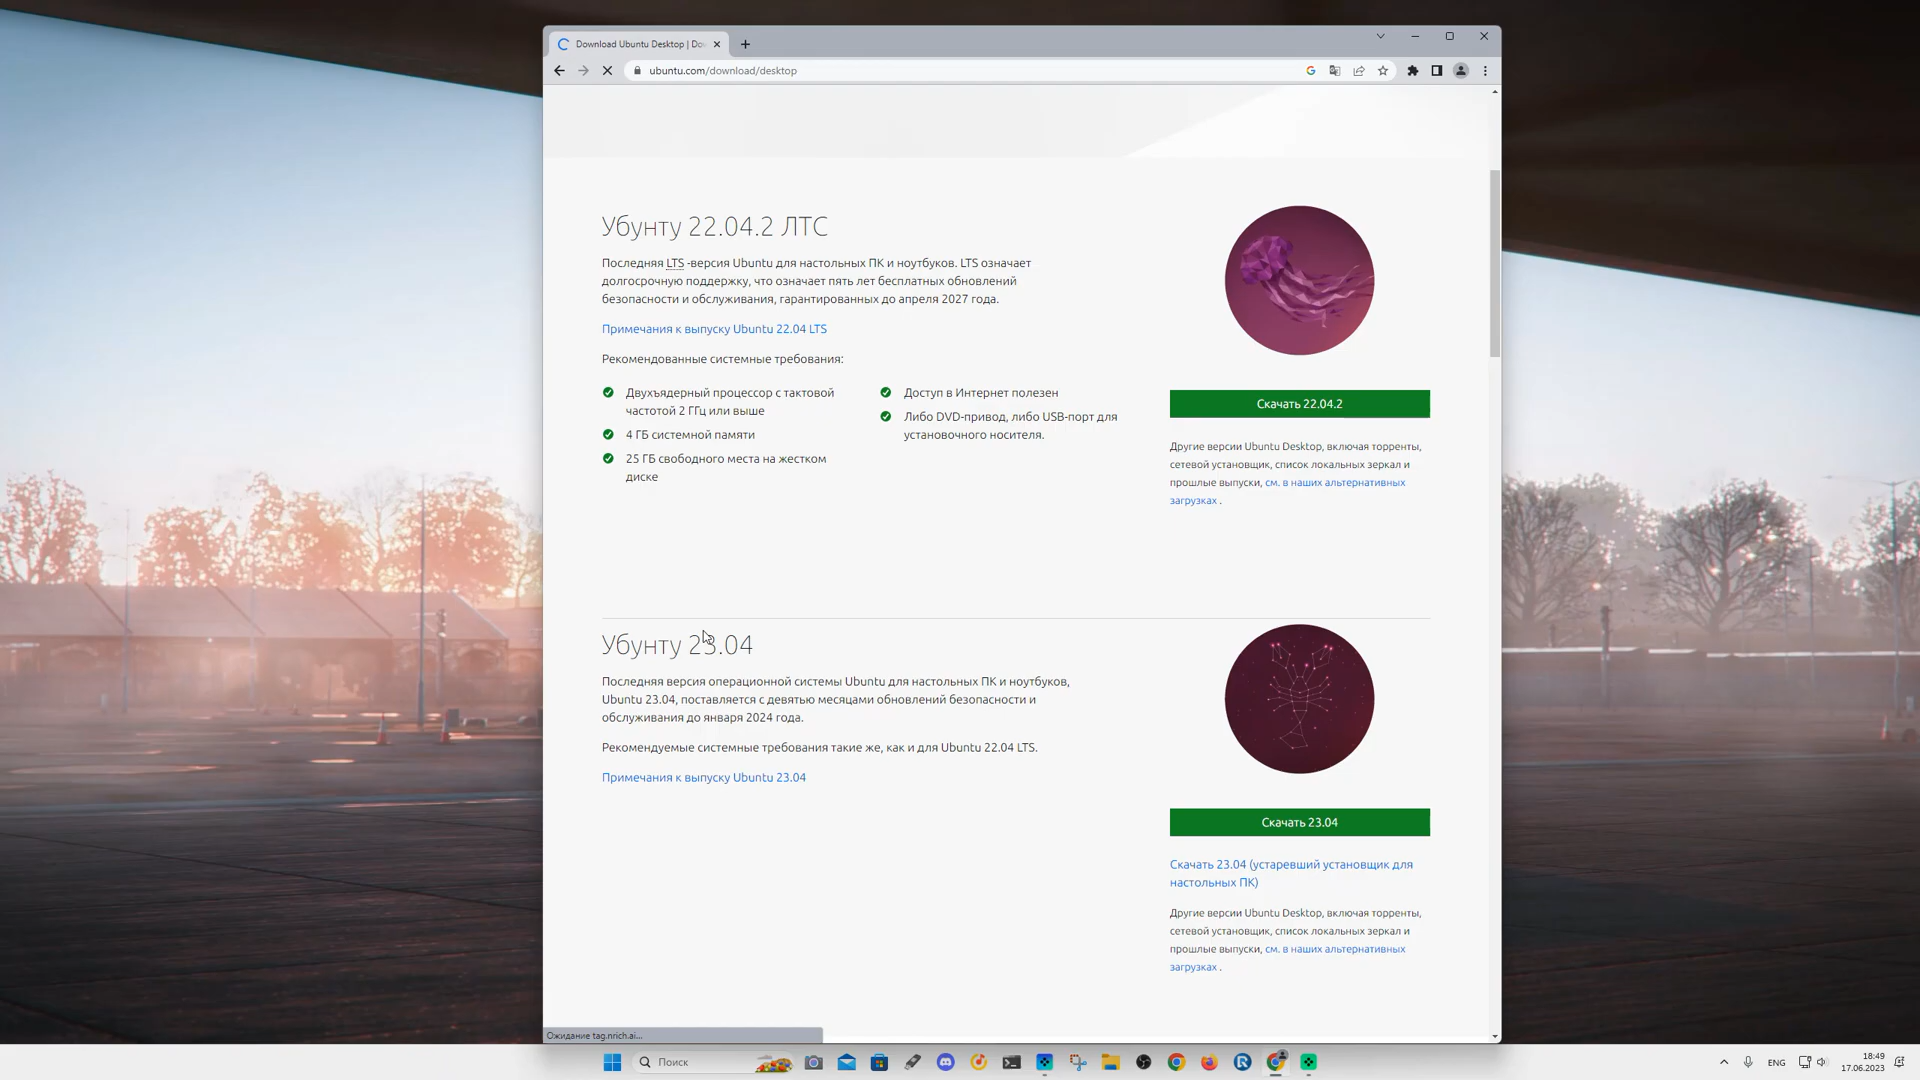 Download Ubuntu Desktop | Do
ubuntu.com/download/desktop
Убунту 22.04.2 ЛТС
Последняя LTS -версия Ubuntu для настольных ПК и ноутбуков. LTS означает
долгосрочную поддержку, что означает пять лет бесплатных обновлений
безопасности и обслуживания, гарантированных до апреля 2027 года.
Примечания к выпуску Ubuntu 22.04 LTS
Рекомендованные системные требования:
Двухъядерный процессор с тактовой
частотой 2 ГГц или выше
4 ГБ системной памяти
25 ГБ свободного места на жестком
диске
Доступ в Интернет полезен
Либо DVD-привод, либо USB-порт для
установочного носителя.
Скачать 22.04.2
Другие версии Ubuntu Desktop, включая торренты,
сетевой установщик, список локальных зеркал и
прошлые выпуски, см. в наших альтернативных
загрузках .
Убунту 23.04
Последняя версия операционной системы Ubuntu для настольных ПК и ноутбуков,
Ubuntu 23.04, поставляется с девятью месяцами обновлений безопасности и
обслуживания до января 2024 года.
Рекомендуемые системные требования такие же, как и для Ubuntu 22.04 LTS.
Примечания к выпуску Ubuntu 23.04
Скачать 23.04
Скачать 23.04 (устаревший установщик для
настольных ПК)
Другие версии Ubuntu Desktop, включая торренты,
сетевой установщик, список локальных зеркал и
прошлые выпуски, см. в наших альтернативных
загрузках .
Ожидание tag.nrich.ai...
Поиск
ENG
18:49
17.06.2023